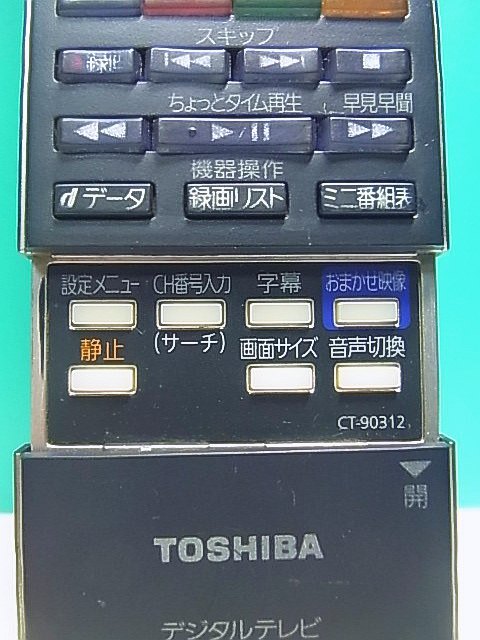 スキップ
録画
ちょっとタイム再生 早見早聞
機器操作
dデータ 録画リスト ミニ番組表
設定メニュー CH番号入力 字幕 おまかせ映像
静止 (サーチ) 画面サイズ 音声切換
CT-90312
開
TOSHIBA
デジタルテレビ